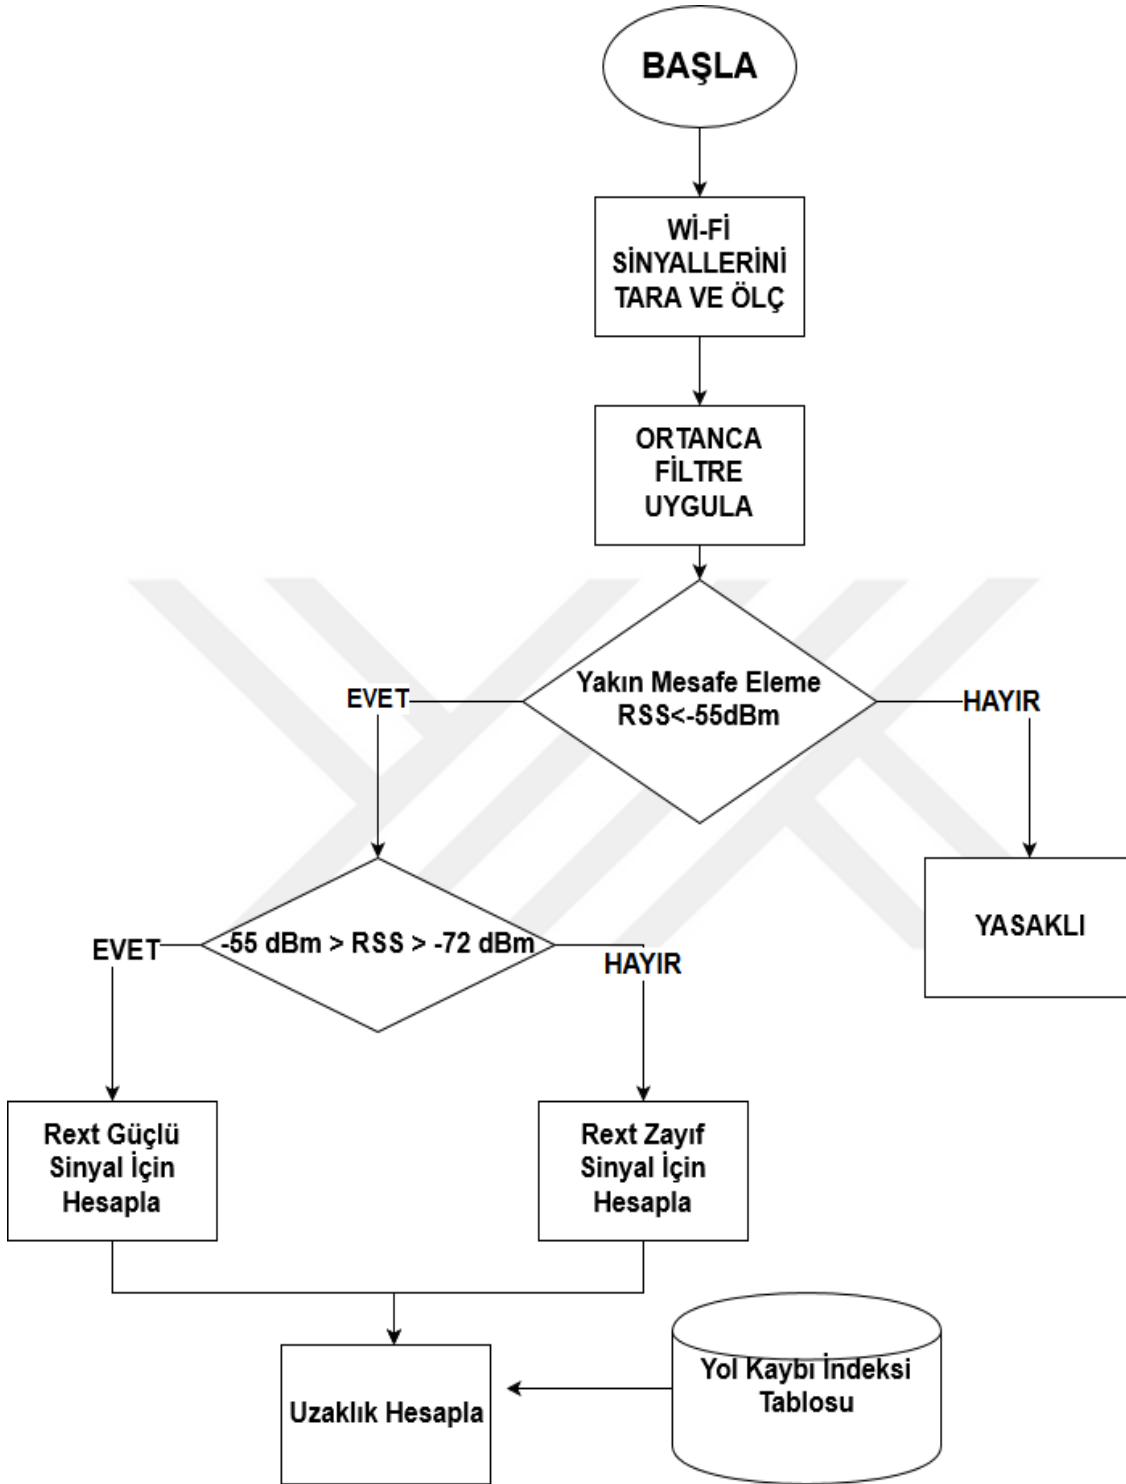 BAŞLA
Wİ-Fİ
SİNYALLERİNİ
TARA VE ÖLÇ
ORTANCA
FİLTRE
UYGULA
Yakın Mesafe Eleme
RSS<-55dBm
EVET
HAYIR
YASAKLI
-55 dBm > RSS > -72 dBm
EVET
HAYIR
Rext Güçlü
Sinyal İçin
Hesapla
Rext Zayıf
Sinyal İçin
Hesapla
Uzaklık Hesapla
Yol Kaybı İndeksi
Tablosu